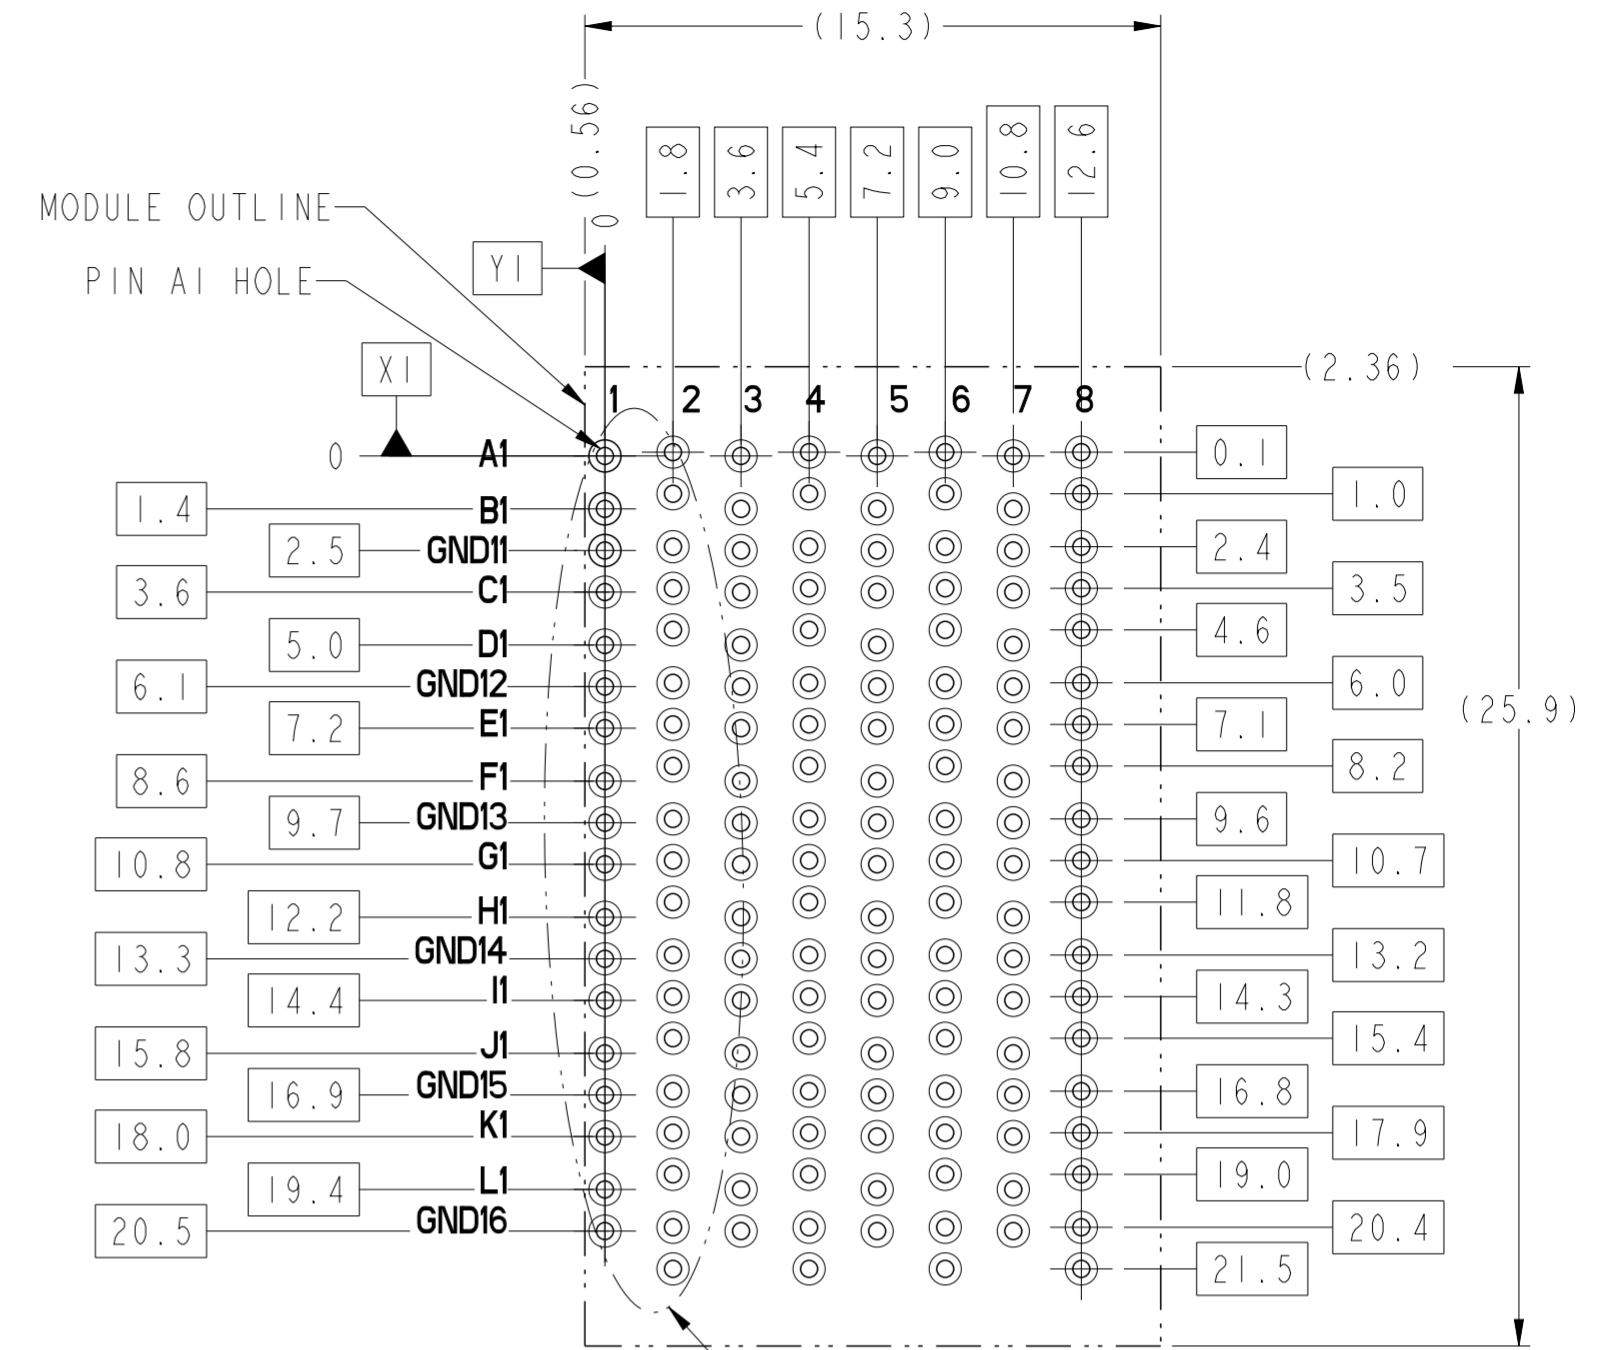 (15.3)
(0.56)
0
1.8
3.6
5.4
7.2
9.0
10.8
12.6
MODULE OUTLINE
PIN A1 HOLE
Y1
X1
(2.36)
1 2 3 4 5 6 7 8
0 A1 0.1
1.0
1.4 B1
2.5 GND11 2.4
3.6 C1 3.5
5.0 D1 4.6
6.1 GND12 6.0
(25.9)
7.2 E1 7.1
8.6 F1 8.2
9.7 GND13 9.6
10.8 G1 10.7
12.2 H1 11.8
13.3 GND14 13.2
14.4 I1 14.3
15.8 J1 15.4
16.9 GND15 16.8
18.0 K1 17.9
19.4 L1 19.0
20.5 GND16 20.4
21.5